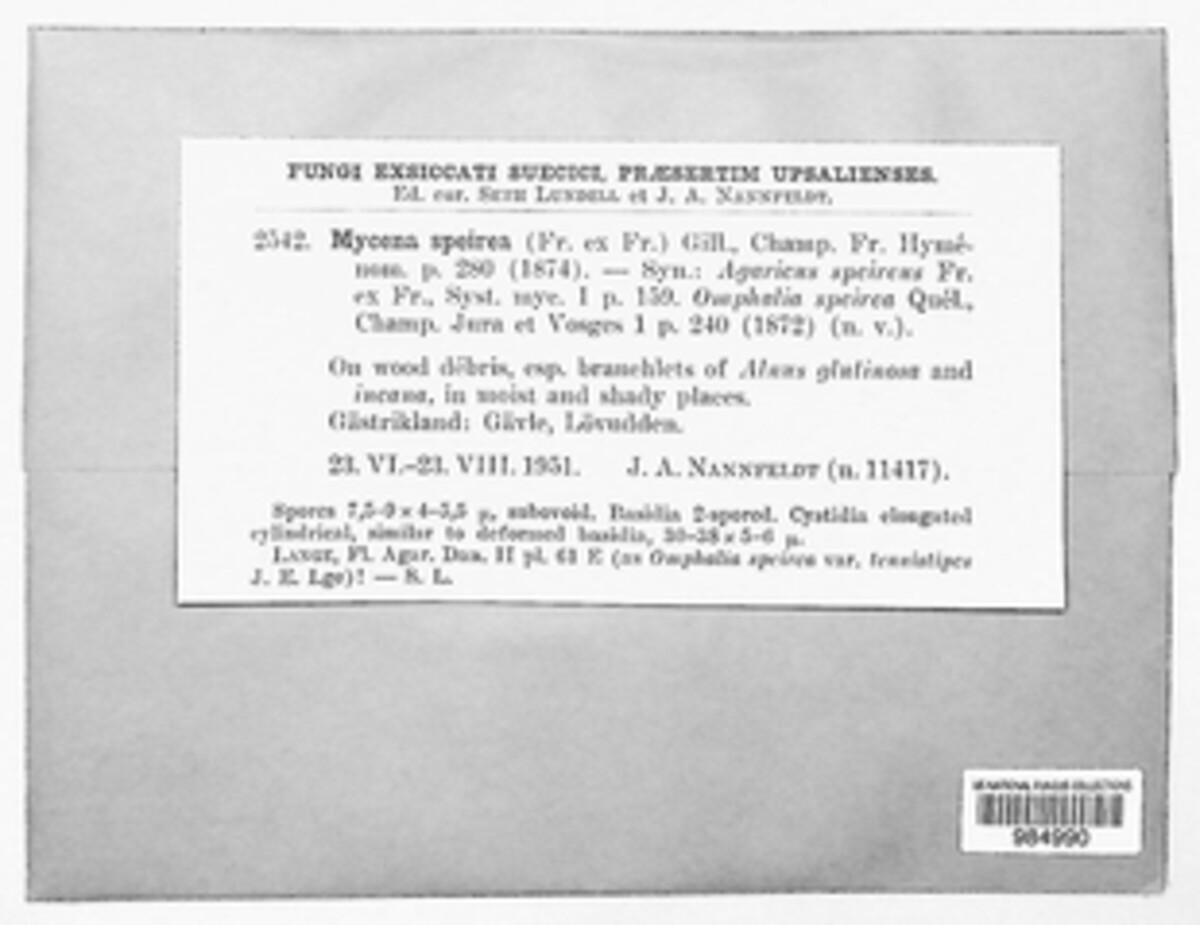 FUNGI EXSICCATI SUECICI, PRÆSERTIM UPSALIENSES.
Ed. cur. SETH LUNDELL et J. A. NANNFELDT.
2542. Mycena speirea (Fr. ex Fr.) Gill., Champ. Fr. Hymé-
nom. p. 280 (1874). — Syn.: Agaricus speireus Fr.
ex Fr., Syst. myc. I p. 159. Omphalia speirea Quél.,
Champ. Jura et Vosges 1 p. 240 (1872) (n. v.).
On wood débris, esp. branchlets of Alnus glutinosa and
incana, in moist and shady places.
Gästrikland: Gävle, Lövudden.
23. VI.–23. VIII. 1951. J. A. NANNFELDT (n. 11417).
Spores 7,5–9 × 4–5,5 μ, subovoid. Basidia 2-spored. Cystidia elongated
cylindrical, similar to deformed basidia, 30–38 × 5–6 μ.
LANGE, Fl. Agar. Dan. II pl. 61 E (as Omphalia speirea var. tenuistipes
J. E. Lge)! — S. L.
US NATIONAL FUNGUS COLLECTIONS
984990